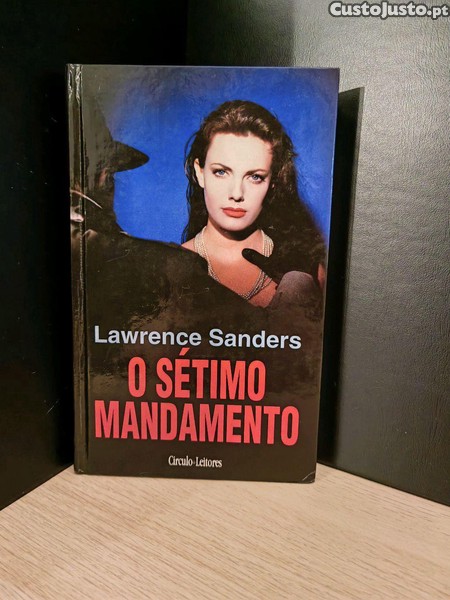 CustoJusto.pt
Lawrence Sanders
O SÉTIMO
MANDAMENTO
Círculo-Leitores